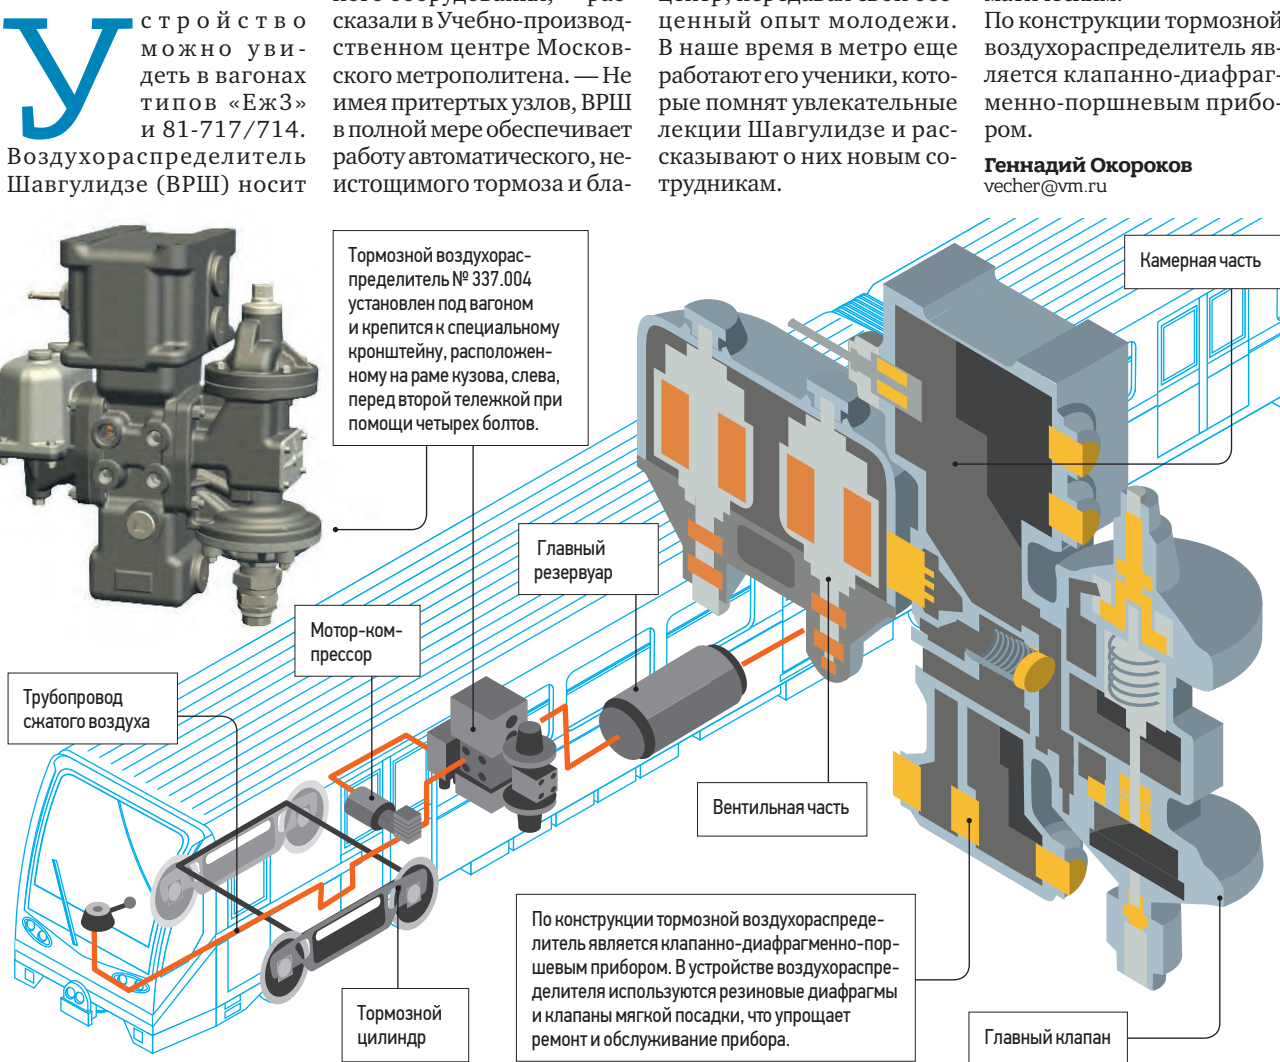 Устройство
можно уви-
деть в вагонах
типов «Еж3»
и 81-717/714.
Воздухораспределитель
Шавгулидзе (ВРШ) носит
сказали в Учебно-производ-
ственном центре Москов-
ского метрополитена. — Не
имея притертых узлов, ВРШ
в полной мере обеспечивает
работу автоматического, не-
истощимого тормоза и бла-
ценный опыт молодежи.
В наше время в метро еще
работают его ученики, кото-
рые помнят увлекательные
лекции Шавгулидзе и рас-
сказывают о них новым со-
трудникам.
По конструкции тормозной
воздухораспределитель яв-
ляется клапанно-диафраг-
менно-поршневым прибо-
ром.
Геннадий Окороков
vecher@vm.ru
Тормозной воздухорас-
пределитель № 337.004
установлен под вагоном
и крепится к специальному
кронштейну, расположен-
ному на раме кузова, слева,
перед второй тележкой при
помощи четырех болтов.
Камерная часть
Главный
резервуар
Мотор-ком-
прессор
Трубопровод
сжатого воздуха
Вентильная часть
По конструкции тормозной воздухораспреде-
литель является клапанно-диафрагменно-пор-
шевым прибором. В устройстве воздухораспре-
делителя используются резиновые диафрагмы
и клапаны мягкой посадки, что упрощает
ремонт и обслуживание прибора.
Тормозной
цилиндр
Главный клапан